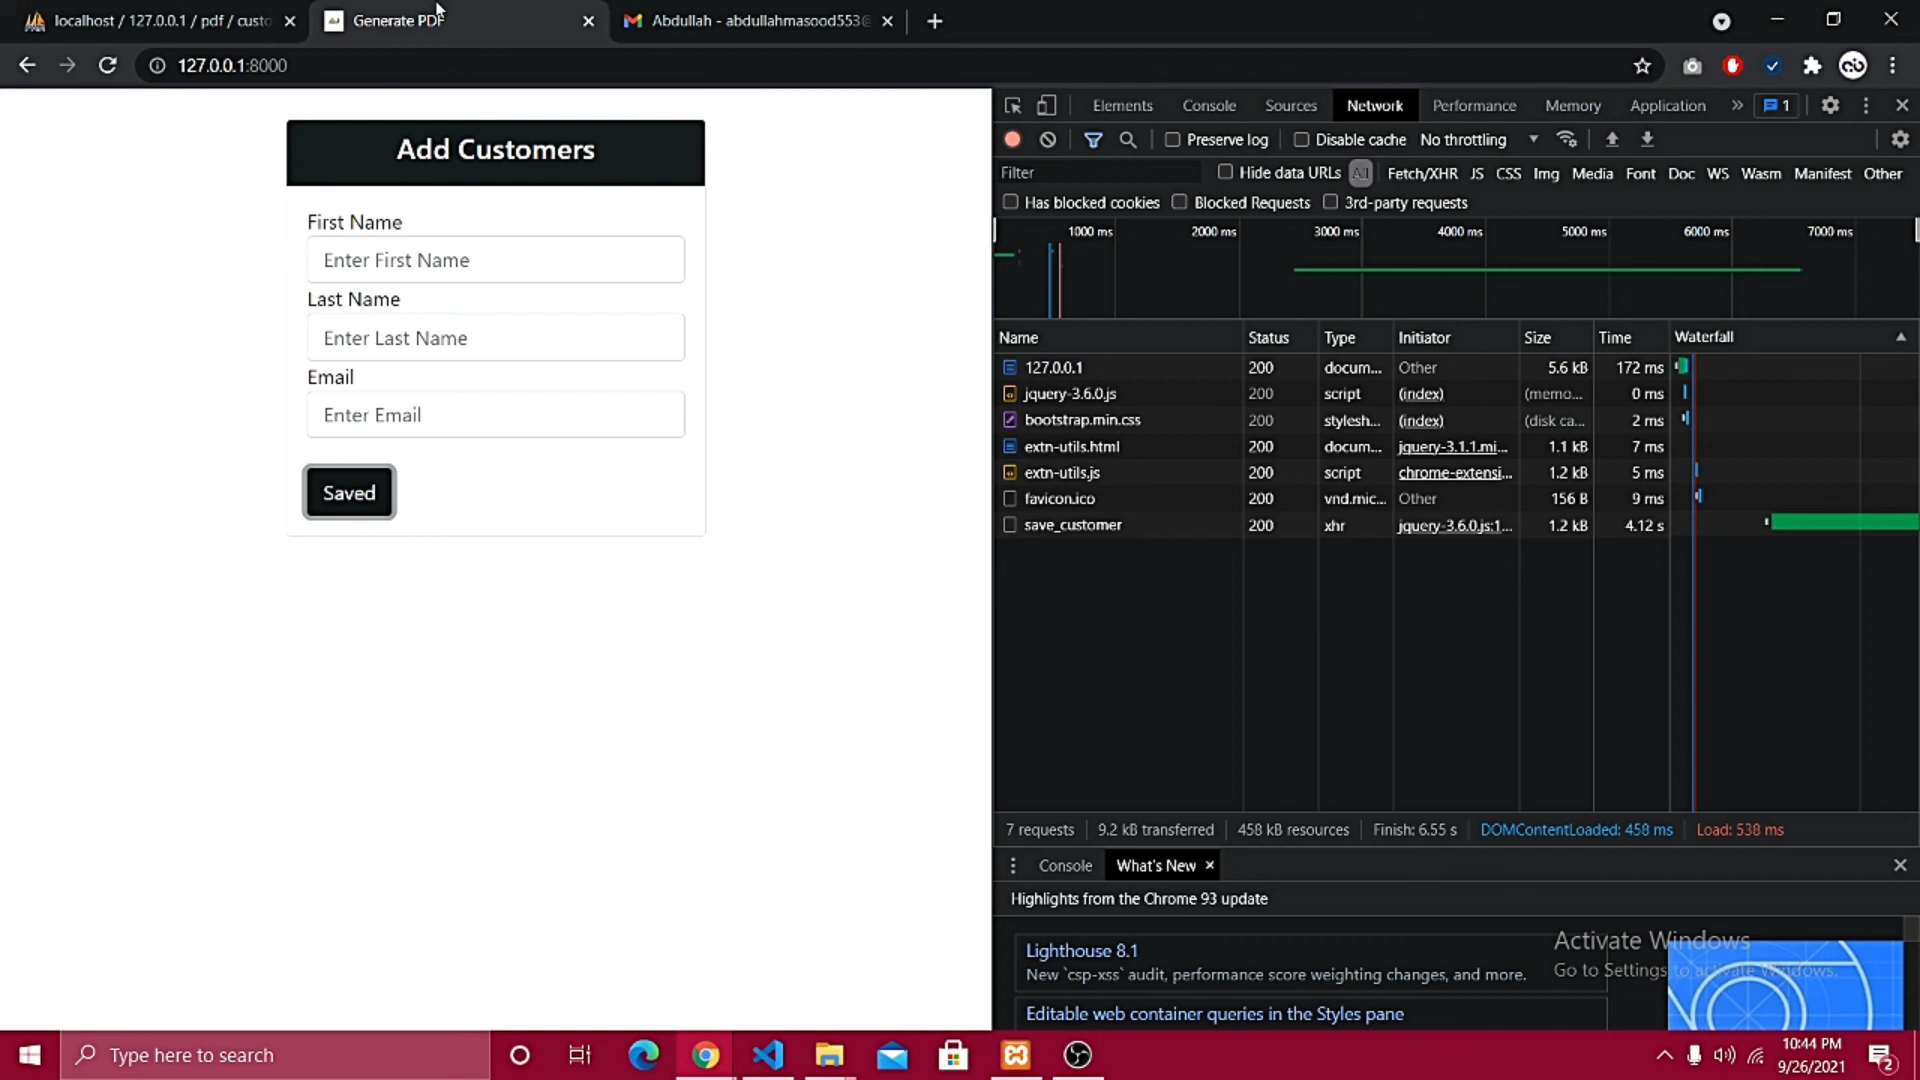 localhost / 127.0.0.1 / pdf / custo
Generate PDF
Abdullah - abdullahmasood553@
127.0.0.1:8000
Add Customers
First Name
Enter First Name
Last Name
Enter Last Name
Email
Enter Email
Saved
Elements Console Sources Network Performance Memory Application 1
Preserve log Disable cache No throttling
Filter Hide data URLs All Fetch/XHR JS CSS Img Media Font Doc WS Wasm Manifest Other
Has blocked cookies Blocked Requests 3rd-party requests
1000 ms 2000 ms 3000 ms 4000 ms 5000 ms 6000 ms 7000 ms
Name Status Type Initiator Size Time Waterfall
127.0.0.1 200 docum... Other 5.6 kB 172 ms
jquery-3.6.0.js 200 script (index) (memo... 0 ms
bootstrap.min.css 200 stylesh... (index) (disk ca... 2 ms
extn-utils.html 200 docum... jquery-3.1.1.mi... 1.1 kB 7 ms
extn-utils.js 200 script chrome-extensi... 1.2 kB 5 ms
favicon.ico 200 vnd.mic... Other 156 B 9 ms
save_customer 200 xhr jquery-3.6.0.js:1... 1.2 kB 4.12 s
7 requests 9.2 kB transferred 458 kB resources Finish: 6.55 s DOMContentLoaded: 458 ms Load: 538 ms
Console What's New
Highlights from the Chrome 93 update
Lighthouse 8.1
New `csp-xss` audit, performance score weighting changes, and more.
Editable web container queries in the Styles pane
Activate Windows
Go to Settings to activate Windows.
Type here to search
10:44 PM
9/26/2021
2